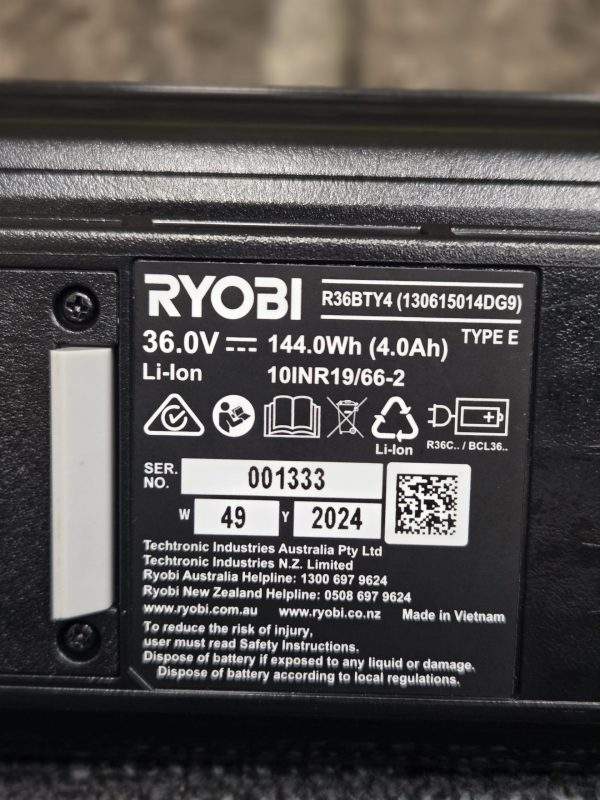 RYOBI R36BTY4 (130615014DG9)
36.0V 144.0Wh (4.0Ah) TYPE E
Li-Ion 10INR19/66-2
Li-Ion R36C.. / BCL36..
SER. NO. 001333
W 49 Y 2024
Techtronic Industries Australia Pty Ltd
Techtronic Industries N.Z. Limited
Ryobi Australia Helpline: 1300 697 9624
Ryobi New Zealand Helpline: 0508 697 9624
www.ryobi.com.au www.ryobi.co.nz Made in Vietnam
To reduce the risk of injury,
user must read Safety Instructions.
Dispose of battery if exposed to any liquid or damage.
Dispose of battery according to local regulations.